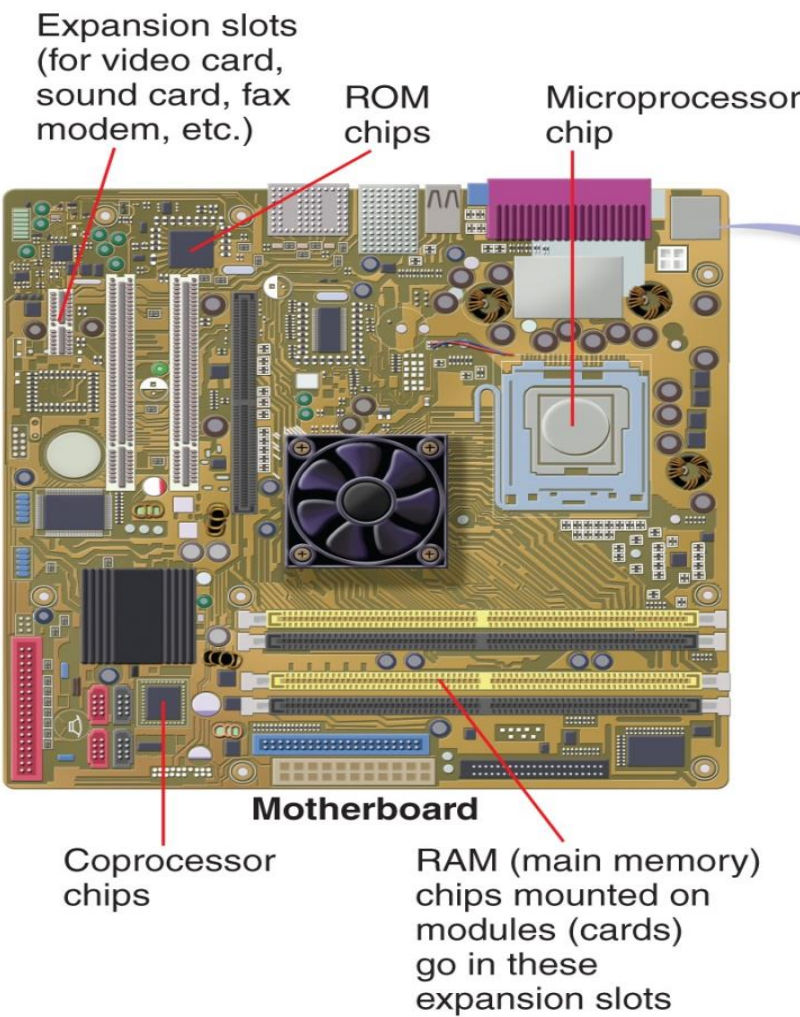 Expansion slots
(for video card,
sound card, fax
modem, etc.)
ROM
chips
Microprocessor
chip
Motherboard
Coprocessor
chips
RAM (main memory)
chips mounted on
modules (cards)
go in these
expansion slots